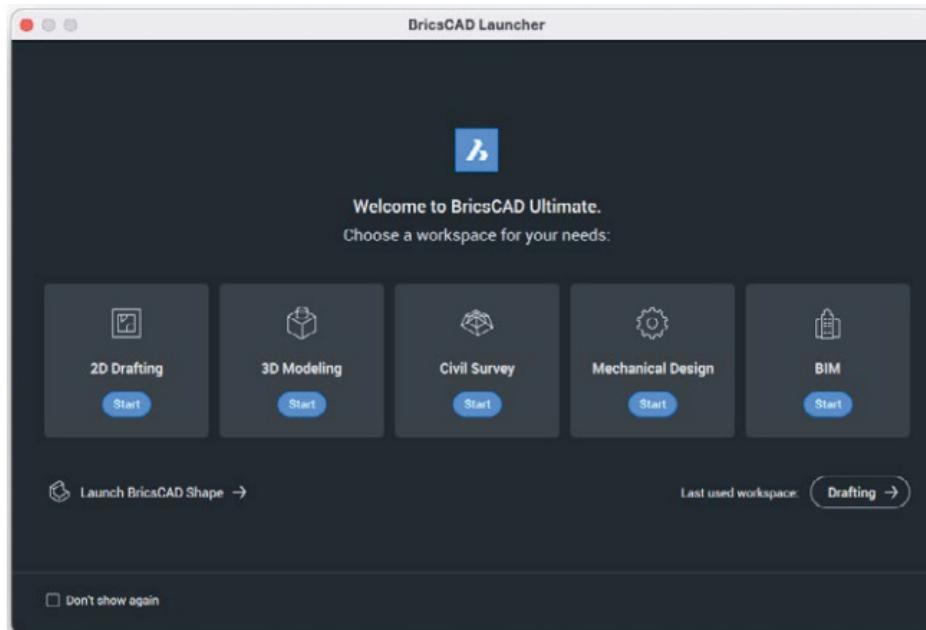 BricsCAD Launcher
Welcome to BricsCAD Ultimate.
Choose a workspace for your needs:
2D Drafting
3D Modeling
Civil Survey
Mechanical Design
BIM
Start
Start
Start
Start
Start
Launch BricsCAD Shape →
Last used workspace:
Drafting →
Don't show again